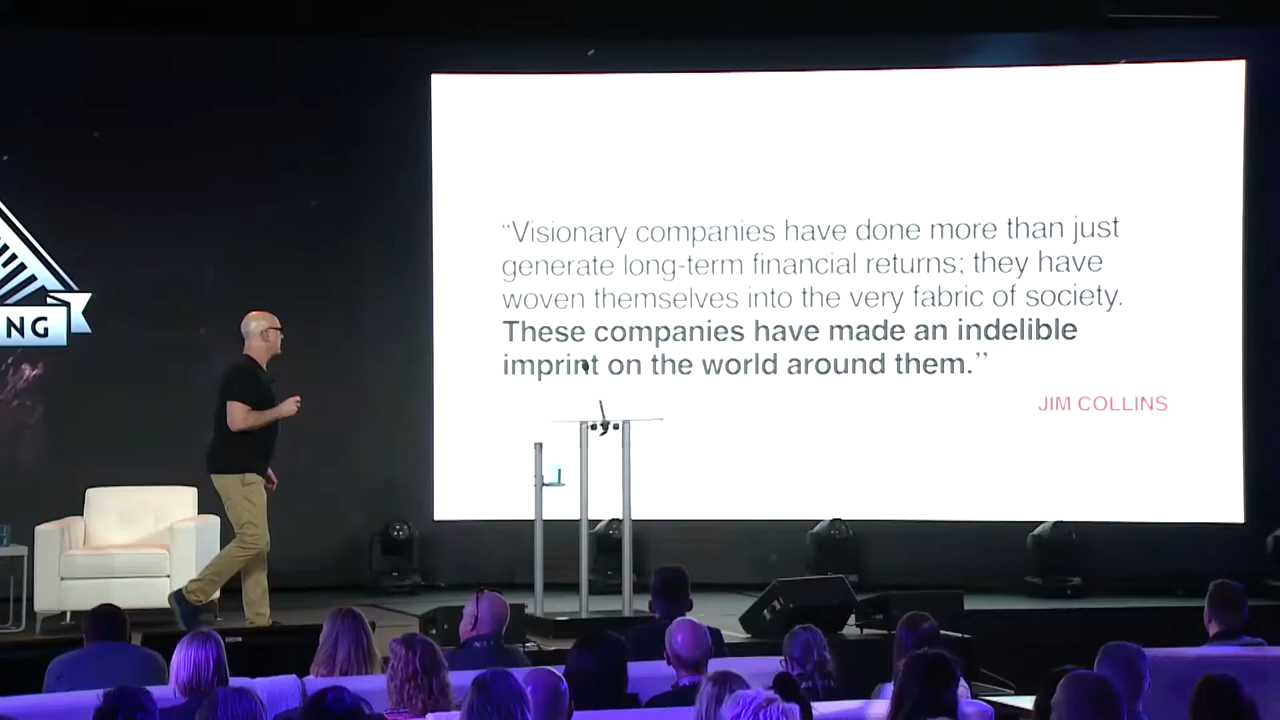 “Visionary companies have done more than just
generate long-term financial returns; they have
woven themselves into the very fabric of society.
These companies have made an indelible
imprint on the world around them.”
JIM COLLINS
NG